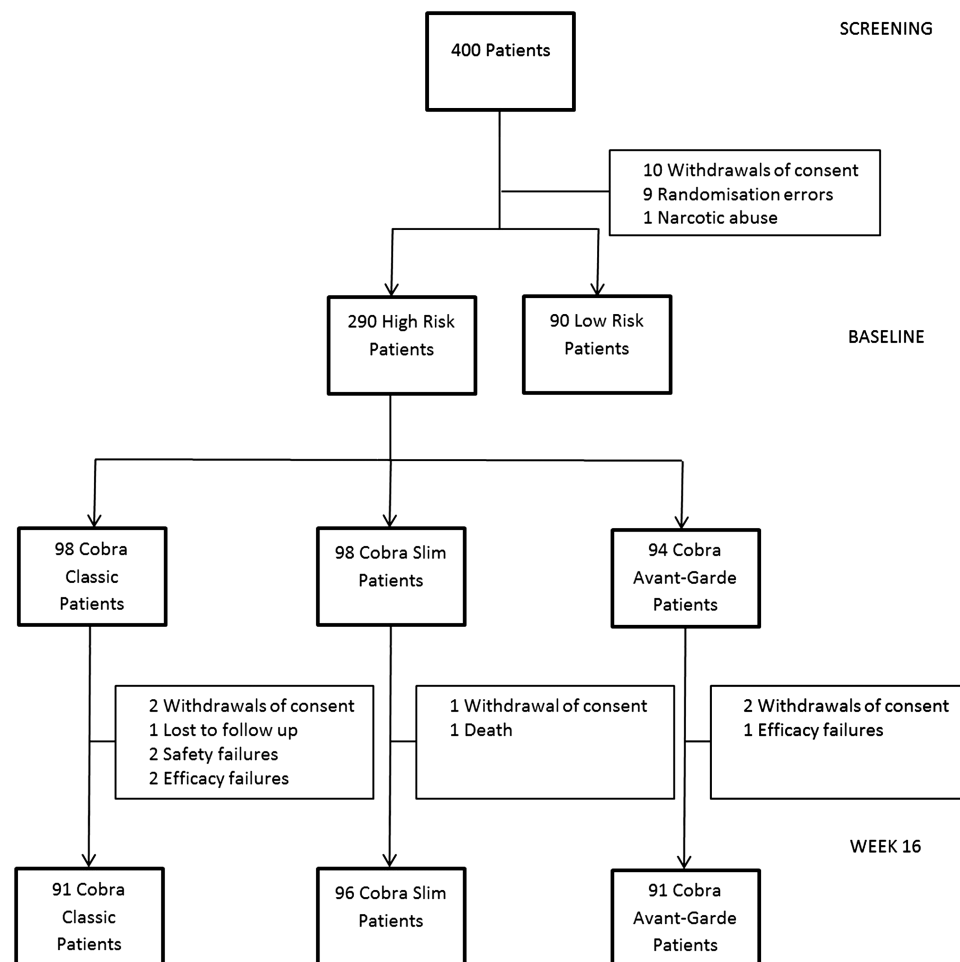 SCREENING
400 Patients
10 Withdrawals of consent
9 Randomisation errors
1 Narcotic abuse
290 High Risk
Patients
90 Low Risk
Patients
BASELINE
98 Cobra
Classic
Patients
98 Cobra Slim
Patients
94 Cobra
Avant-Garde
Patients
2 Withdrawals of consent
1 Lost to follow up
2 Safety failures
2 Efficacy failures
1 Withdrawal of consent
1 Death
2 Withdrawals of consent
1 Efficacy failures
WEEK 16
91 Cobra
Classic
Patients
96 Cobra Slim
Patients
91 Cobra
Avant-Garde
Patients